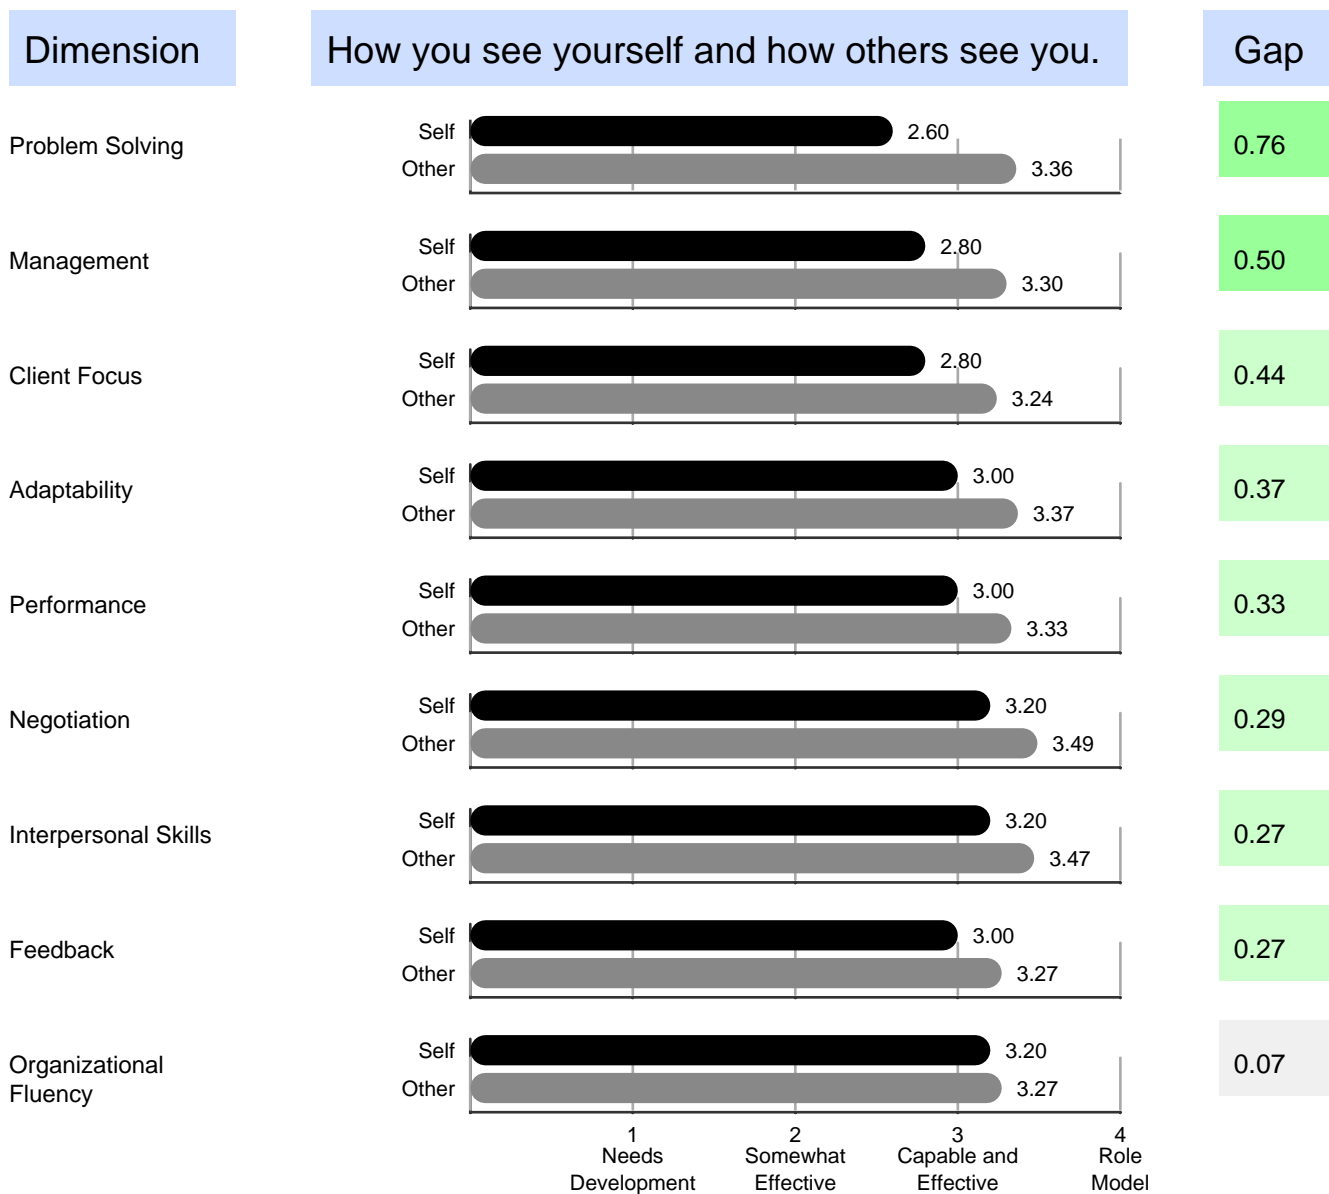 Dimension How you see yourself and how others see you. Gap
Problem Solving
Self 2.60
Other 3.36
0.76
Management
Self 2.80
Other 3.30
0.50
Client Focus
Self 2.80
Other 3.24
0.44
Adaptability
Self 3.00
Other 3.37
0.37
Performance
Self 3.00
Other 3.33
0.33
Negotiation
Self 3.20
Other 3.49
0.29
Interpersonal Skills
Self 3.20
Other 3.47
0.27
Feedback
Self 3.00
Other 3.27
0.27
Organizational
Fluency
Self 3.20
Other 3.27
0.07
1 2 3 4
Needs Somewhat Capable and Role
Development Effective Effective Model